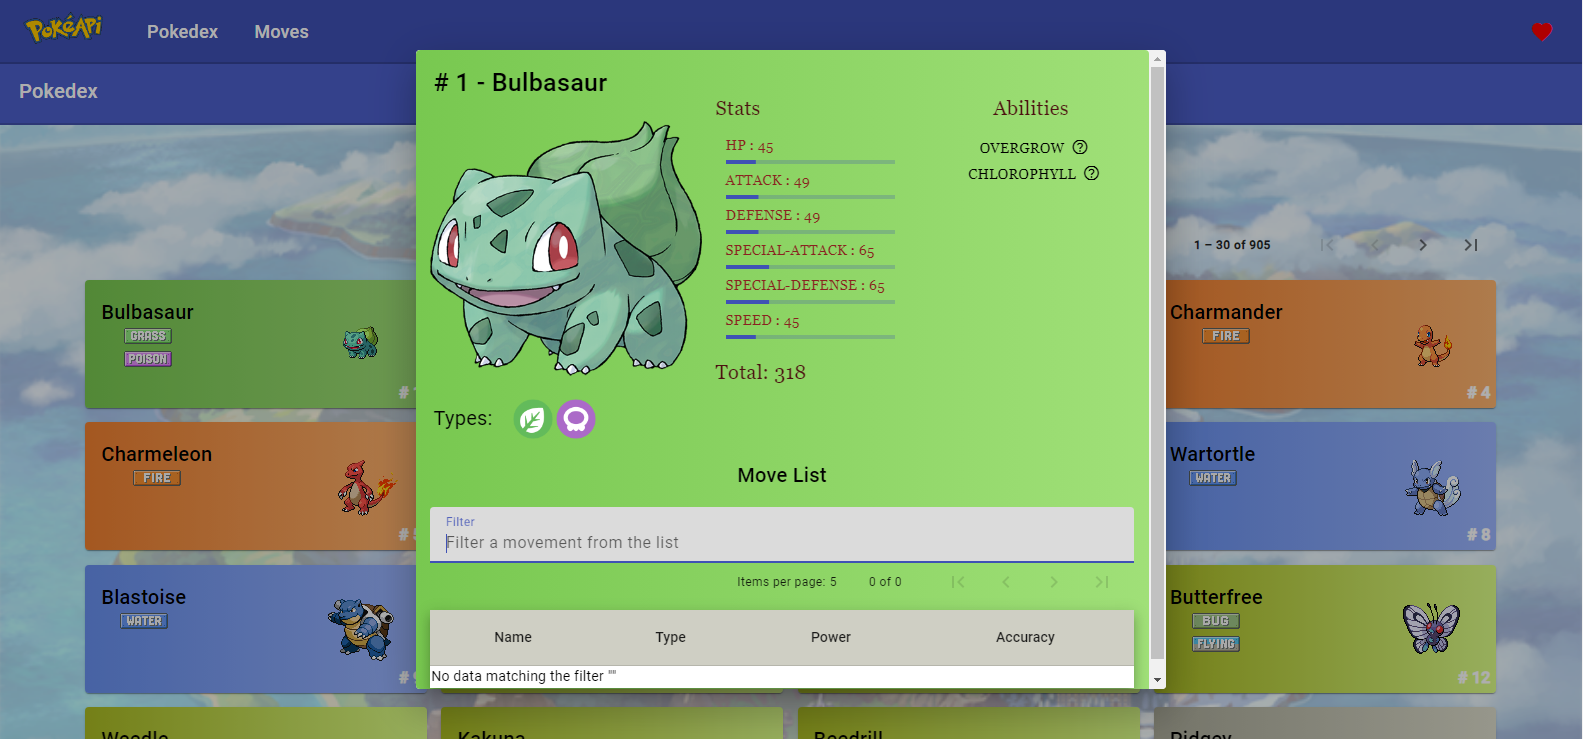 PokéApi
Pokedex
Moves
Pokedex
# 1 - Bulbasaur
Stats
HP : 45
ATTACK : 49
DEFENSE : 49
SPECIAL-ATTACK : 65
SPECIAL-DEFENSE : 65
SPEED : 45
Total: 318
Abilities
OVERGROW
CHLOROPHYLL
Types:
Move List
Filter
Filter a movement from the list
Items per page: 5
0 of 0
Name Type Power Accuracy
No data matching the filter ""
1 – 30 of 905
Bulbasaur
GRASS
POISON
Charmander
FIRE
# 4
Charmeleon
FIRE
Wartortle
WATER
# 8
Blastoise
WATER
Butterfree
BUG
FLYING
# 12
Weedle
Kakuna
Beedrill
Pidgey